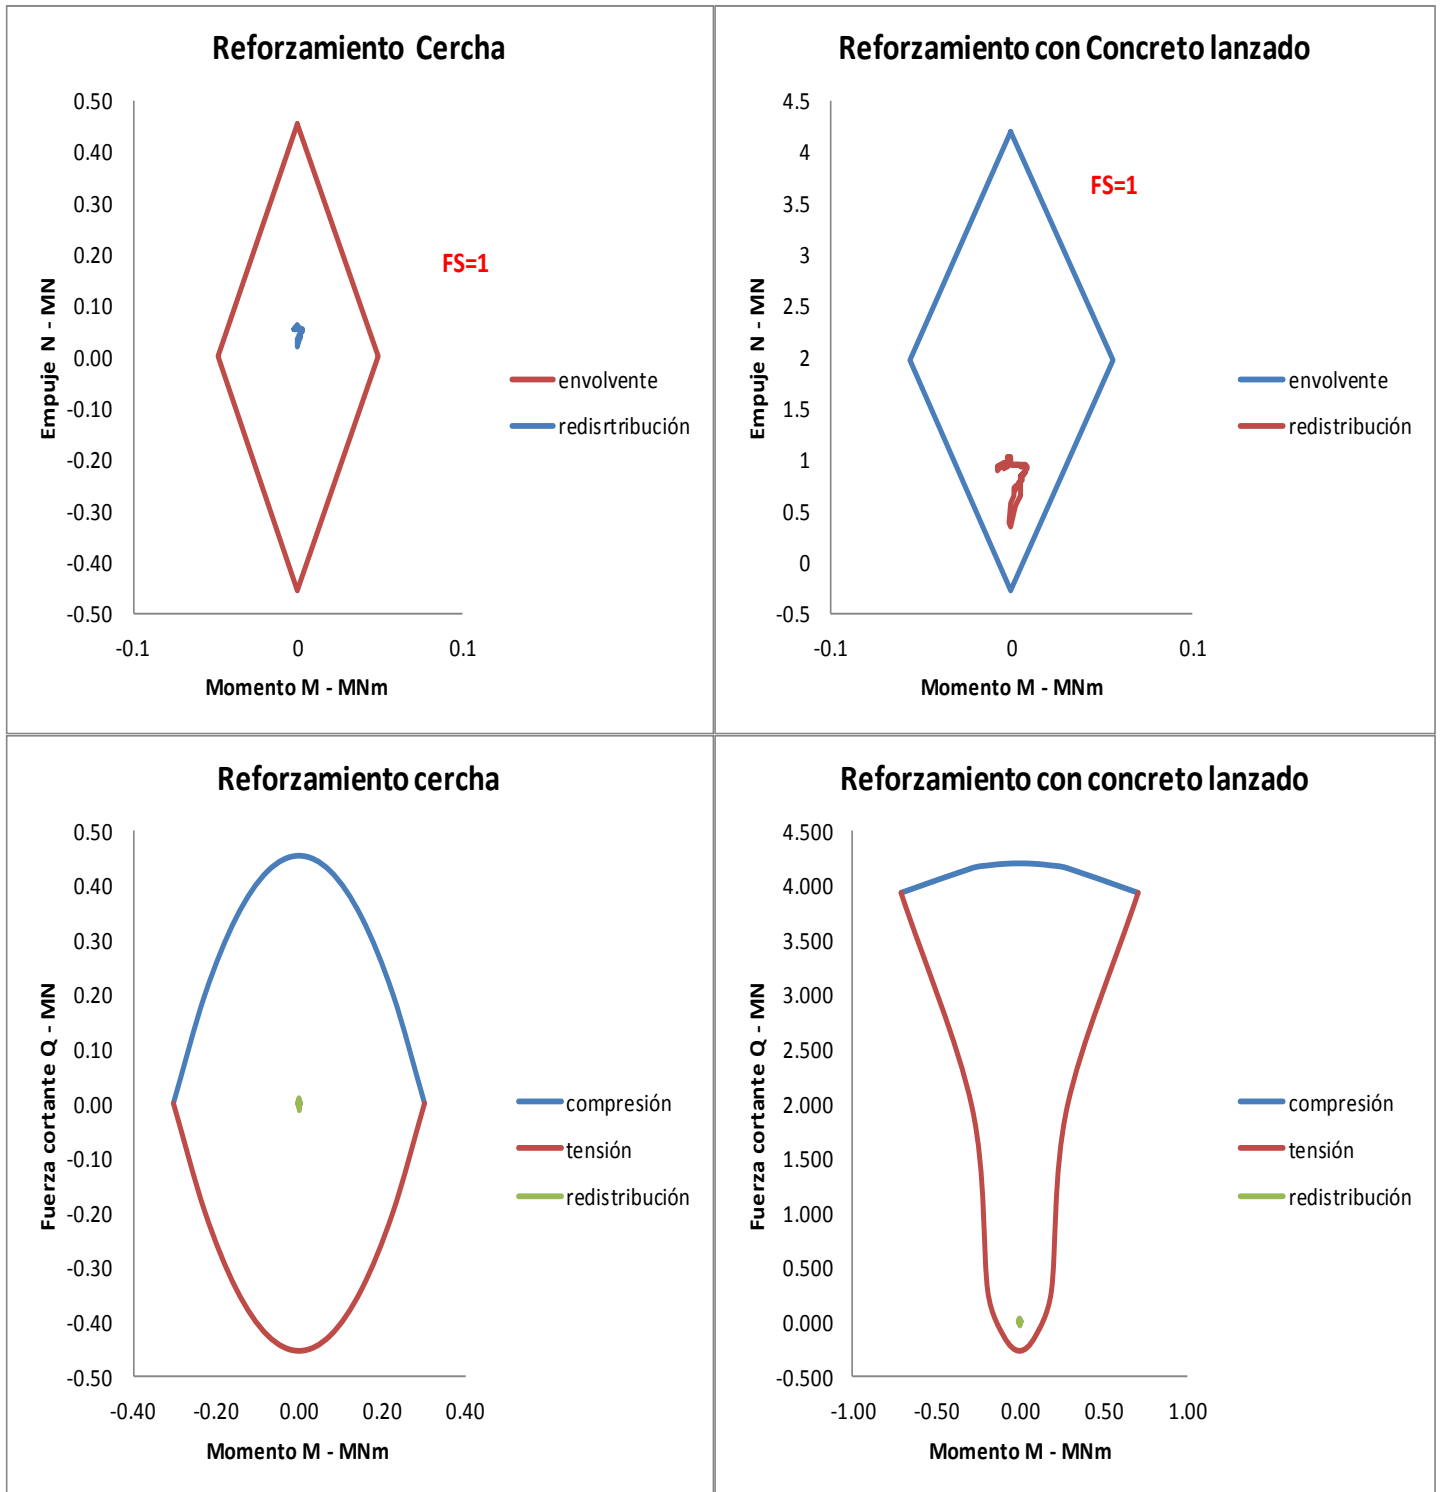 Reforzamiento Cercha
0.50
0.40
0.30
0.20
0.10
0.00
-0.10
-0.20
-0.30
-0.40
-0.50
-0.1
0
0.1
Empuje N - MN
Momento M - MNm
FS=1
envolvente
redisrtribución
Reforzamiento con Concreto lanzado
4.5
4
3.5
3
2.5
2
1.5
1
0.5
0
-0.5
-0.1
0
0.1
Empuje N - MN
Momento M - MNm
FS=1
envolvente
redistribución
Reforzamiento cercha
0.50
0.40
0.30
0.20
0.10
0.00
-0.10
-0.20
-0.30
-0.40
-0.50
-0.40
-0.20
0.00
0.20
0.40
Fuerza cortante Q - MN
Momento M - MNm
compresión
tensión
redistribución
Reforzamiento con concreto lanzado
4.500
4.000
3.500
3.000
2.500
2.000
1.500
1.000
0.500
0.000
-0.500
-1.00
-0.50
0.00
0.50
1.00
Fuerza cortante Q - MN
Momento M - MNm
compresión
tensión
redistribución